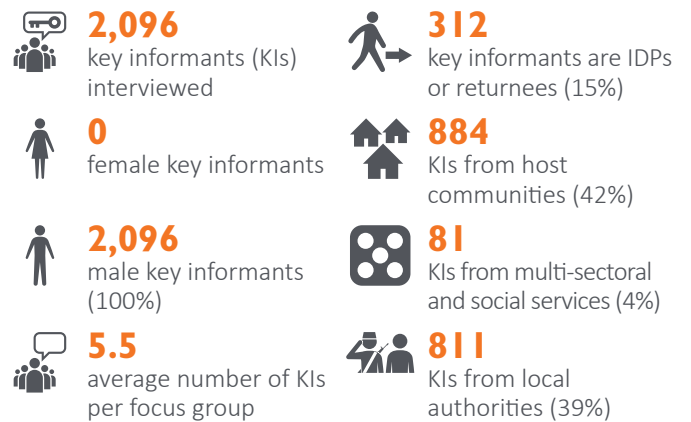 2,096
key informants (KIs)
interviewed
0
female key informants
2,096
male key informants
(100%)
5.5
average number of KIs
per focus group
312
key informants are IDPs
or returnees (15%)
884
KIs from host
communities (42%)
81
KIs from multi-sectoral
and social services (4%)
811
KIs from local
authorities (39%)